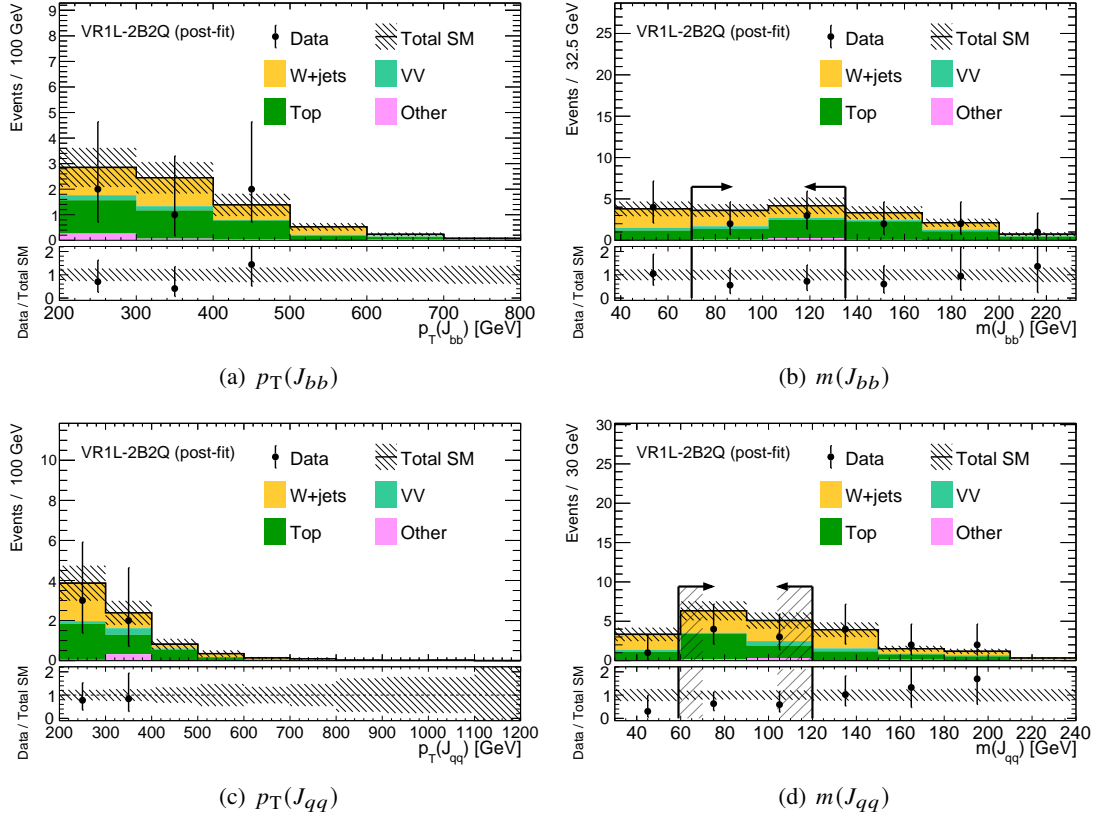 Events / 100 GeV
9
8
7
6
5
4
3
2
1
0
VR1L-2B2Q (post-fit)
Data
Total SM
W+jets
VV
Top
Other
Data / Total SM
2
1
0
200 300 400 500 600 700 800
p_T(J_bb) [GeV]
(a) p_T(J_bb)
Events / 32.5 GeV
25
20
15
10
5
0
VR1L-2B2Q (post-fit)
Data
Total SM
W+jets
VV
Top
Other
Data / Total SM
2
1
0
40 60 80 100 120 140 160 180 200 220
m(J_bb) [GeV]
(b) m(J_bb)
Events / 100 GeV
10
8
6
4
2
0
VR1L-2B2Q (post-fit)
Data
Total SM
W+jets
VV
Top
Other
Data / Total SM
2
1
0
200 300 400 500 600 700 800 900 1000 1100 1200
p_T(J_qq) [GeV]
(c) p_T(J_qq)
Events / 30 GeV
30
25
20
15
10
5
0
VR1L-2B2Q (post-fit)
Data
Total SM
W+jets
VV
Top
Other
Data / Total SM
2
1
0
40 60 80 100 120 140 160 180 200 220 240
m(J_qq) [GeV]
(d) m(J_qq)